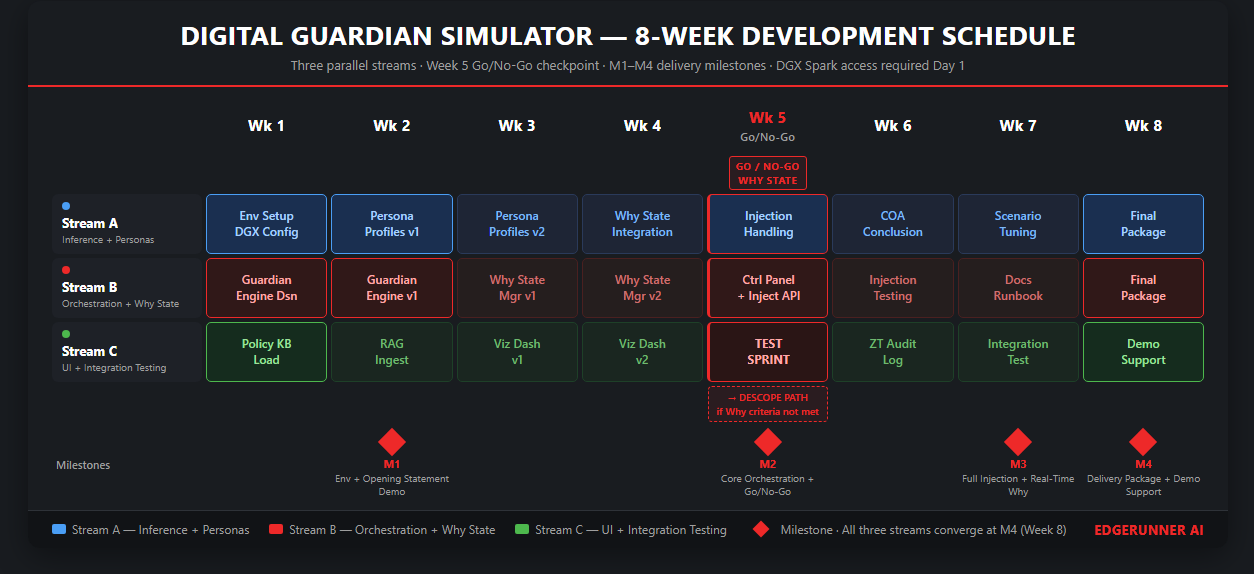 DIGITAL GUARDIAN SIMULATOR — 8-WEEK DEVELOPMENT SCHEDULE
Three parallel streams · Week 5 Go/No-Go checkpoint · M1–M4 delivery milestones · DGX Spark access required Day 1
Wk 1
Wk 2
Wk 3
Wk 4
Wk 5
Go/No-Go
Wk 6
Wk 7
Wk 8
GO / NO-GO
WHY STATE
Stream A
Inference + Personas
Env Setup
DGX Config
Persona
Profiles v1
Persona
Profiles v2
Why State
Integration
Injection
Handling
COA
Conclusion
Scenario
Tuning
Final
Package
Stream B
Orchestration + Why State
Guardian
Engine Dsn
Guardian
Engine v1
Why State
Mgr v1
Why State
Mgr v2
Ctrl Panel
+ Inject API
Injection
Testing
Docs
Runbook
Final
Package
Stream C
UI + Integration Testing
Policy KB
Load
RAG
Ingest
Viz Dash
v1
Viz Dash
v2
TEST
SPRINT
ZT Audit
Log
Integration
Test
Demo
Support
→ DESCOPE PATH
if Why criteria not met
Milestones
M1
Env + Opening Statement
Demo
M2
Core Orchestration +
Go/No-Go
M3
Full Injection + Real-Time
Why
M4
Delivery Package + Demo
Support
Stream A — Inference + Personas
Stream B — Orchestration + Why State
Stream C — UI + Integration Testing
Milestone · All three streams converge at M4 (Week 8)
EDGERUNNER AI